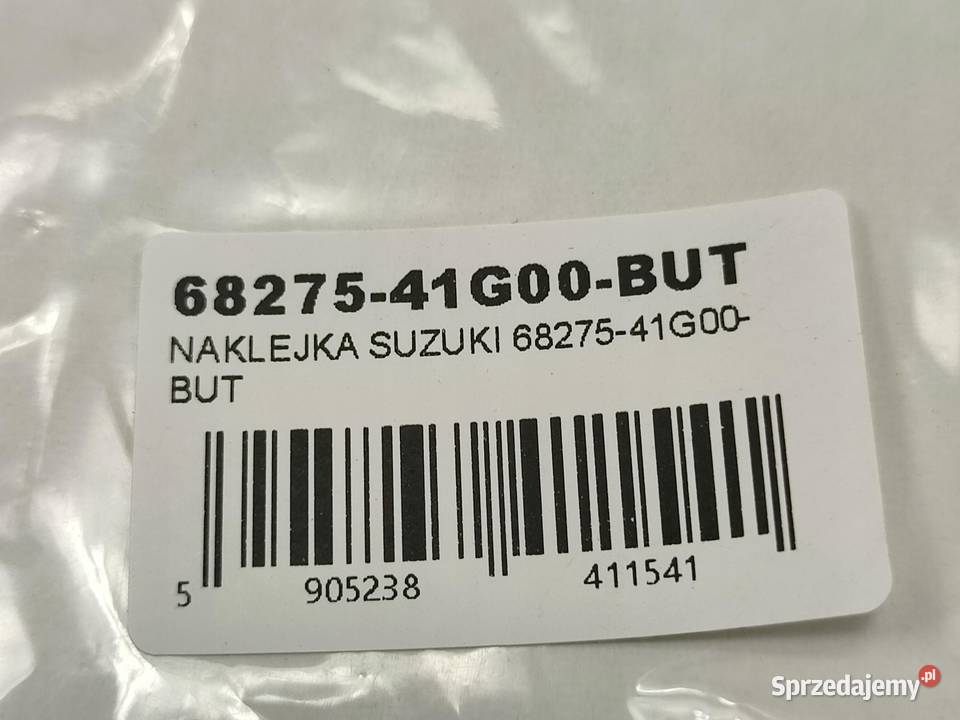 68275-41G00-BUT
NAKLEJKA SUZUKI 68275-41G00-
BUT
5 905238 411541
Sprzedajemy.pl